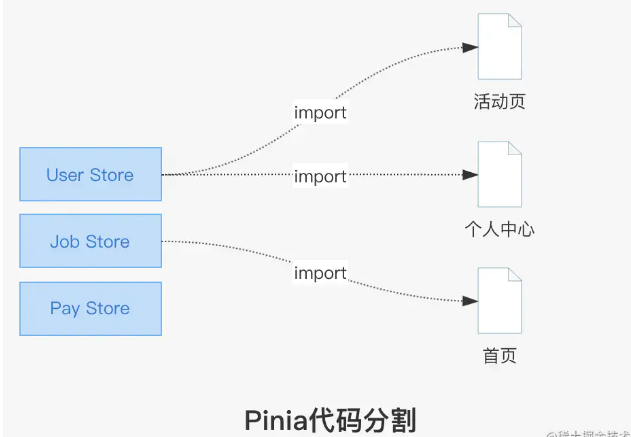 活动页
import
User Store
import
个人中心
Job Store
import
Pay Store
首页
Pinia代码分割
@稀土掘金技术